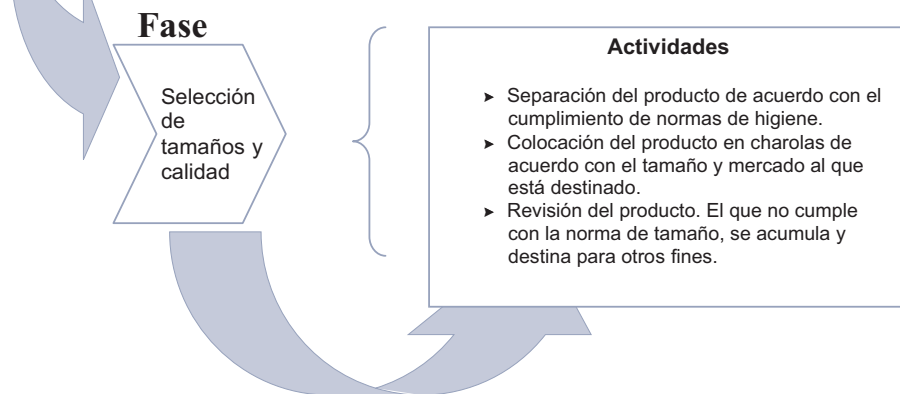 Fase
Selección
de
tamaños y
calidad
Actividades
➤ Separación del producto de acuerdo con el
cumplimiento de normas de higiene.
➤ Colocación del producto en charolas de
acuerdo con el tamaño y mercado al que
está destinado.
➤ Revisión del producto. El que no cumple
con la norma de tamaño, se acumula y
destina para otros fines.